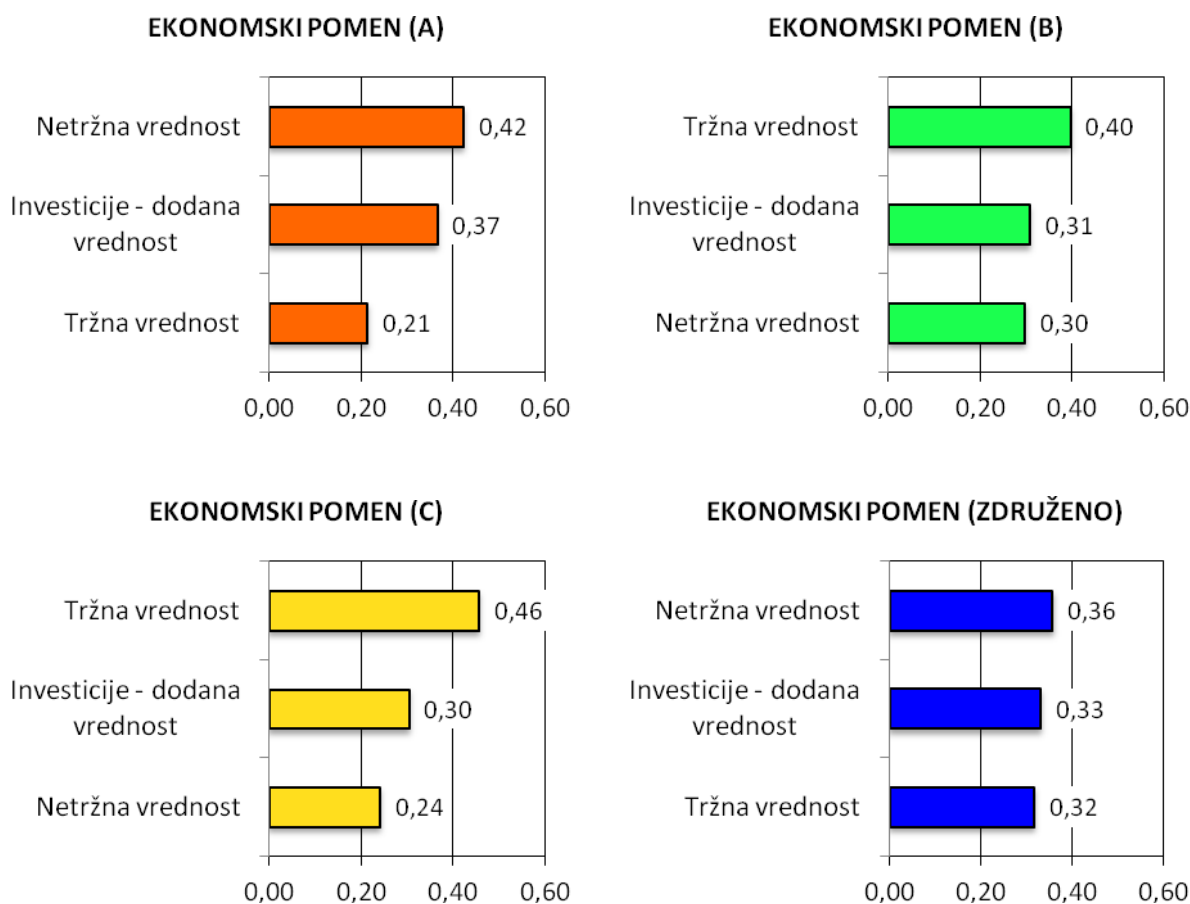 EKONOMSKI POMEN (A)
Netržna vrednost
0,42
Investicije - dodana
vrednost
0,37
Tržna vrednost
0,21
0,00 0,20 0,40 0,60
EKONOMSKI POMEN (B)
Tržna vrednost
0,40
Investicije - dodana
vrednost
0,31
Netržna vrednost
0,30
0,00 0,20 0,40 0,60
EKONOMSKI POMEN (C)
Tržna vrednost
0,46
Investicije - dodana
vrednost
0,30
Netržna vrednost
0,24
0,00 0,20 0,40 0,60
EKONOMSKI POMEN (ZDRUŽENO)
Netržna vrednost
0,36
Investicije - dodana
vrednost
0,33
Tržna vrednost
0,32
0,00 0,20 0,40 0,60